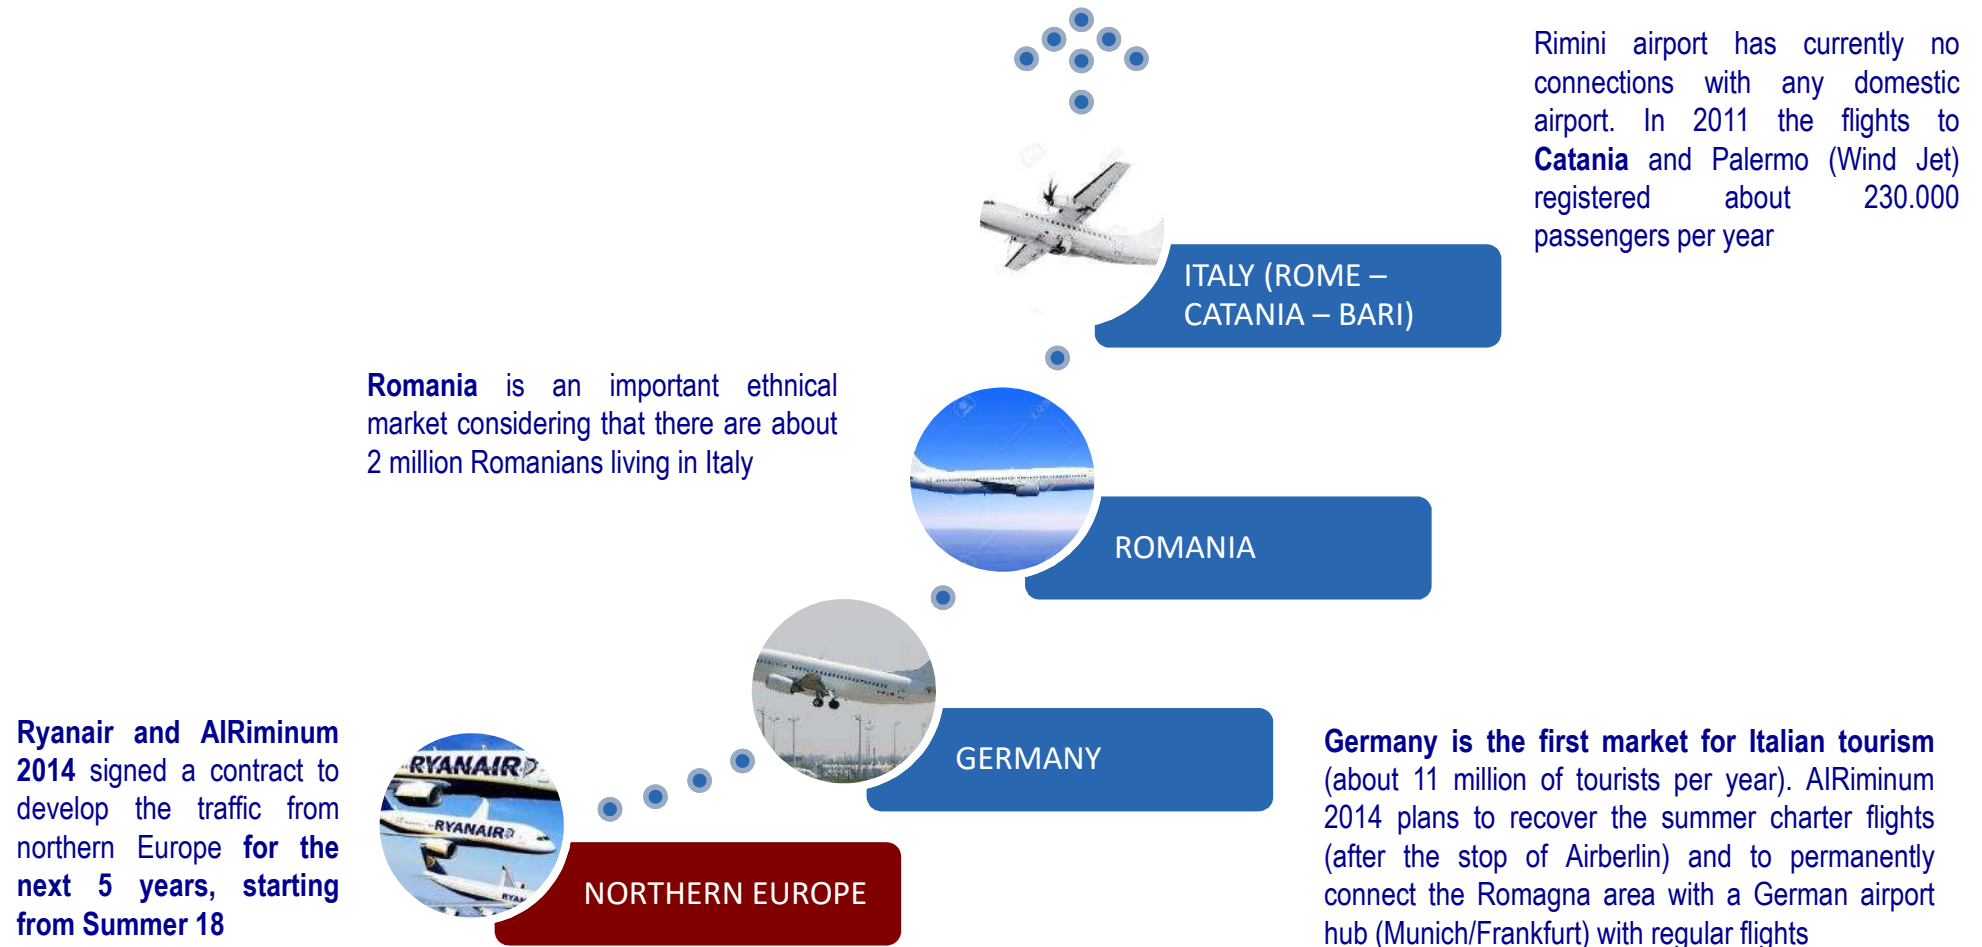 Rimini airport has currently no
connections with any domestic
airport. In 2011 the flights to
Catania and Palermo (Wind Jet)
registered about 230.000
passengers per year
ITALY (ROME –
CATANIA – BARI)
Romania is an important ethnical
market considering that there are about
2 million Romanians living in Italy
ROMANIA
GERMANY
Germany is the first market for Italian tourism
(about 11 million of tourists per year). AIRiminum
2014 plans to recover the summer charter flights
(after the stop of Airberlin) and to permanently
connect the Romagna area with a German airport
hub (Munich/Frankfurt) with regular flights
Ryanair and AIRiminum
2014 signed a contract to
develop the traffic from
northern Europe for the
next 5 years, starting
from Summer 18
RYANAIR
RYANAIR
RYAN
NORTHERN EUROPE